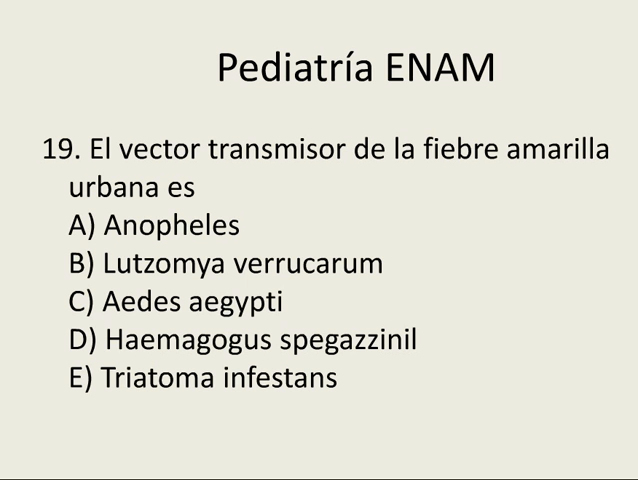 Pediatría ENAM
19. El vector transmisor de la fiebre amarilla
urbana es
A) Anopheles
B) Lutzomya verrucarum
C) Aedes aegypti
D) Haemagogus spegazzinil
E) Triatoma infestans